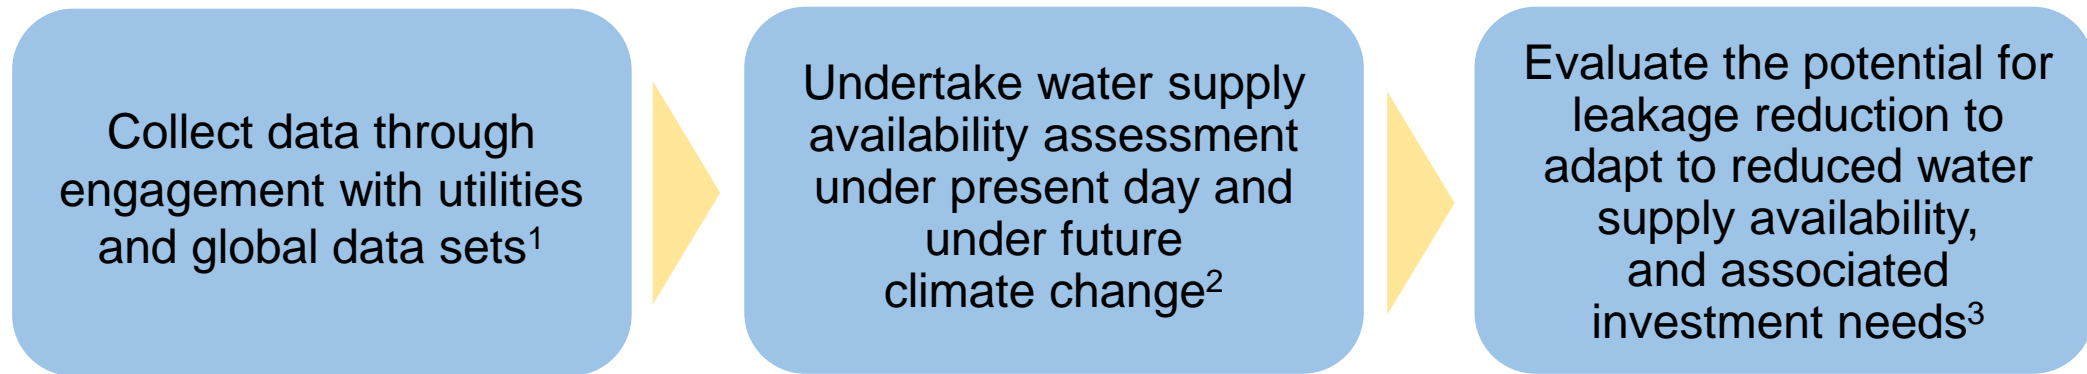 Collect data through
engagement with utilities
and global data sets¹
Undertake water supply
availability assessment
under present day and
under future
climate change²
Evaluate the potential for
leakage reduction to
adapt to reduced water
supply availability,
and associated
investment needs³